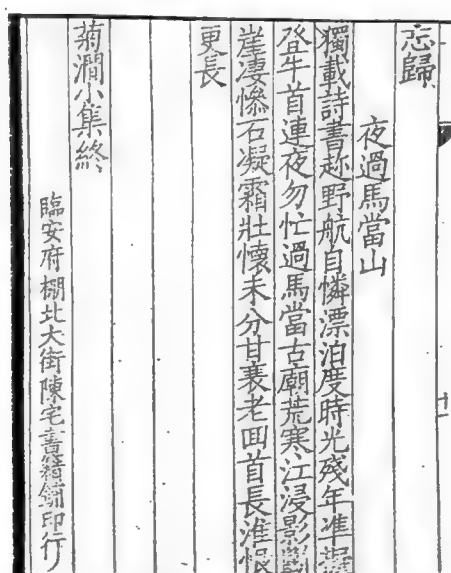 忘歸
夜過馬當山
獨載詩書趂野航自憐漂泊度時光殘年準擬
登牛首連夜勿忙過馬當古廟荒寒江浸影
崖淒慘石凝霜壯懷未分甘衰老回首長淮恨
更長
菊澗小集終
臨安府棚北大街陳宅書籍鋪印行
十一